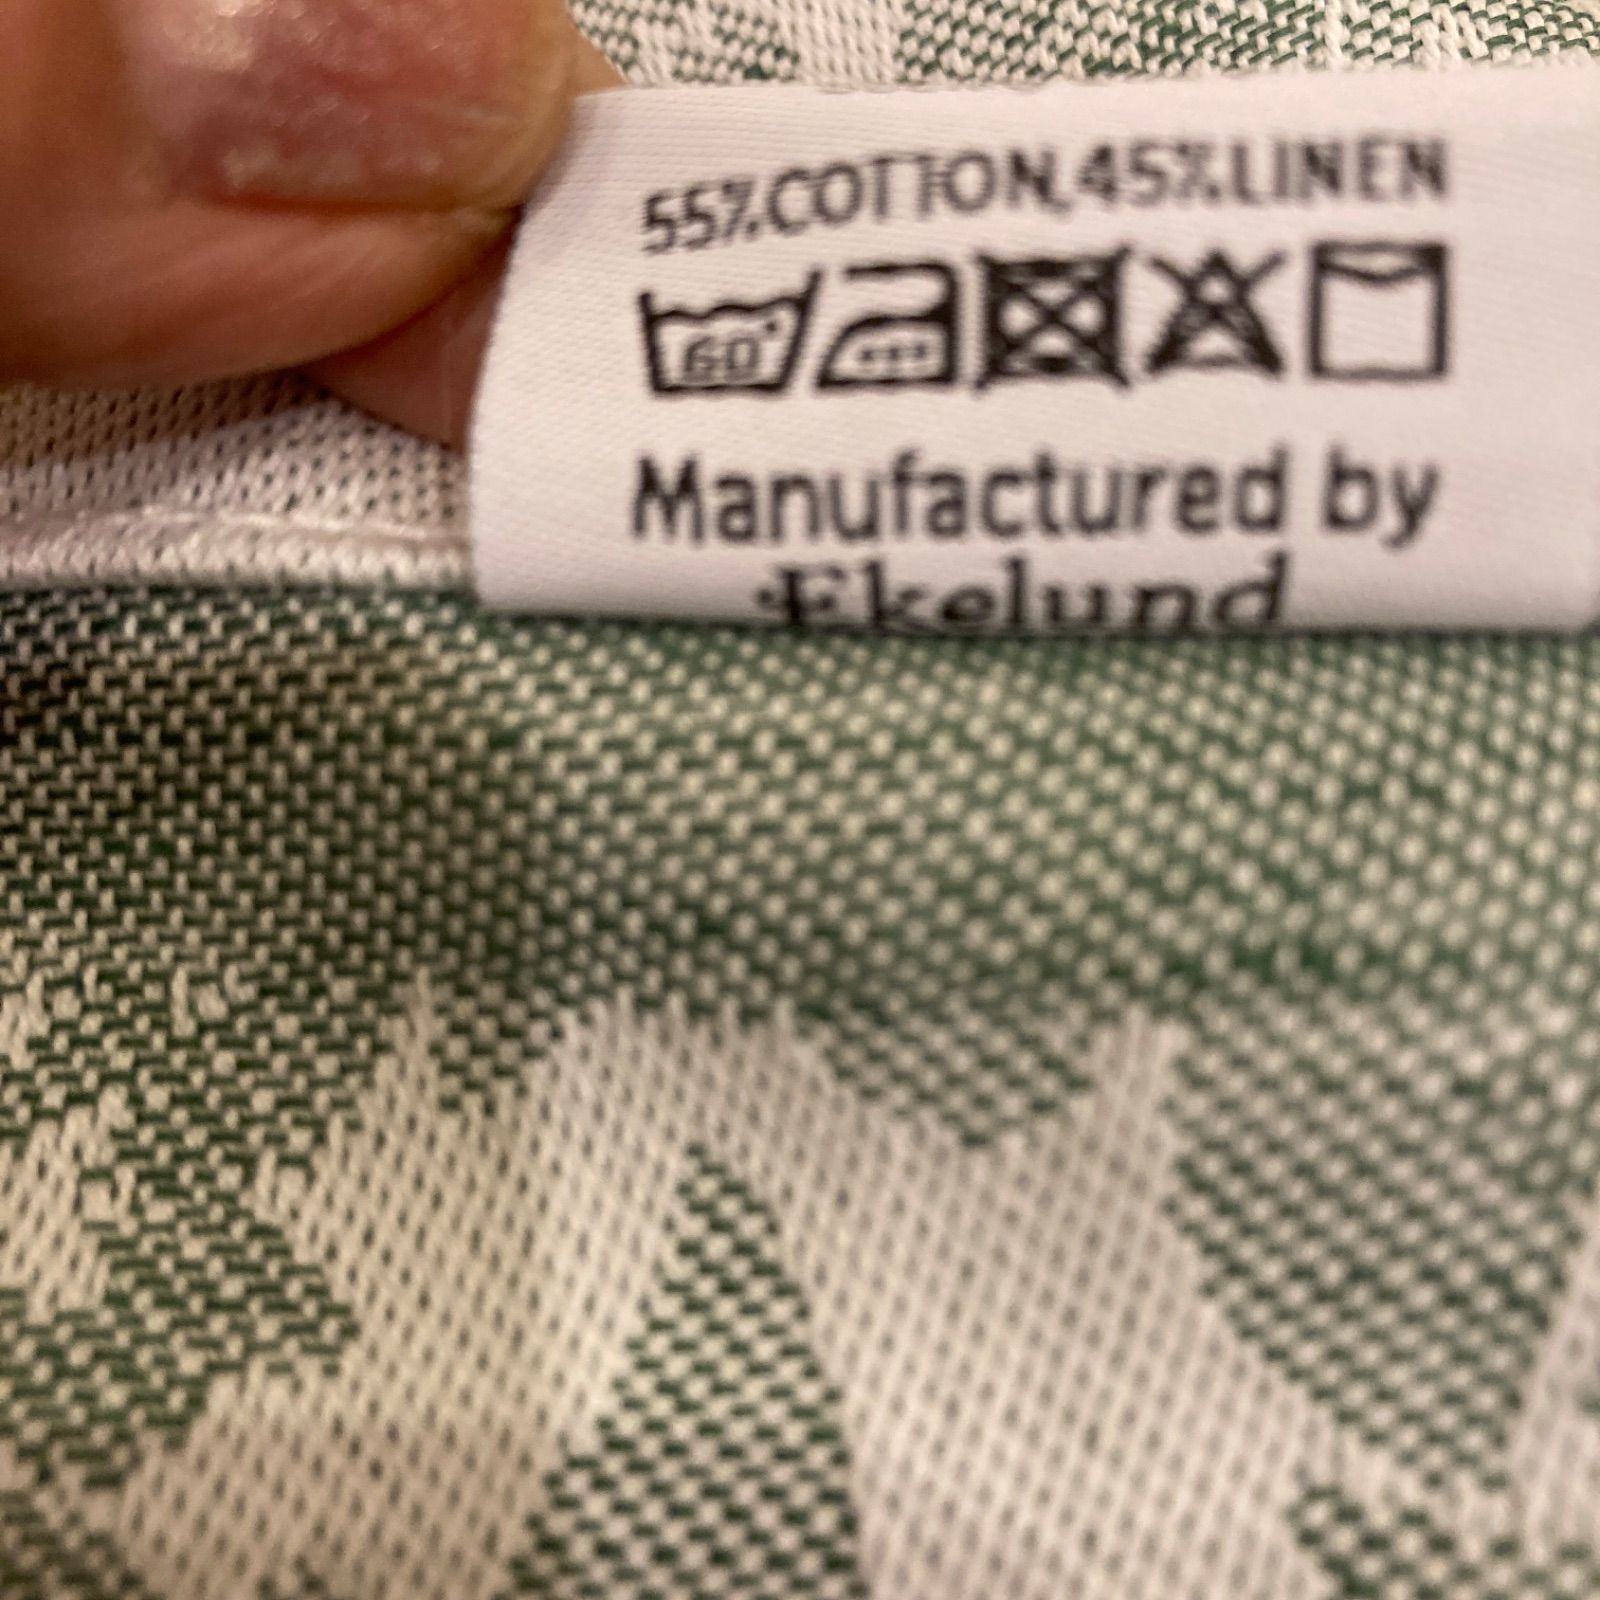 55% COTTON, 45% LINEN
60°
Manufactured by
Ekelund